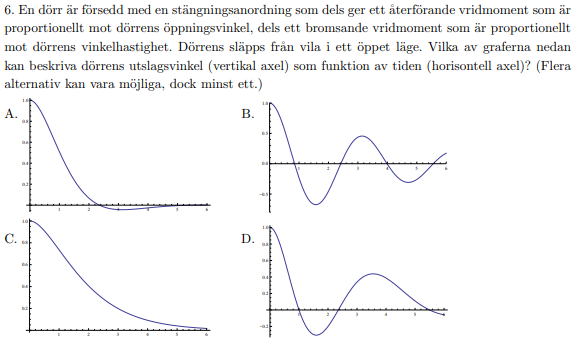 6. En dörr är försedd med en stängningsanordning som dels ger ett återförande vridmoment som är
proportionellt mot dörrens öppningsvinkel, dels ett bromsande vridmoment som är proportionellt
mot dörrens vinkelhastighet. Dörrens släpps från vila i ett öppet läge. Vilka av graferna nedan
kan beskriva dörrens utslagsvinkel (vertikal axel) som funktion av tiden (horisontell axel)? (Flera
alternativ kan vara möjliga, dock minst ett.)
A.
1.0
0.8
0.6
0.4
0.2
1 2 3 4 5 6
B.
1.0
0.5
0.0
-0.5
1 2 3 4 5 6
C.
1.0
0.8
0.6
0.4
0.2
1 2 3 4 5 6
D.
1.0
0.8
0.6
0.4
0.2
-0.2
1 2 3 4 5 6